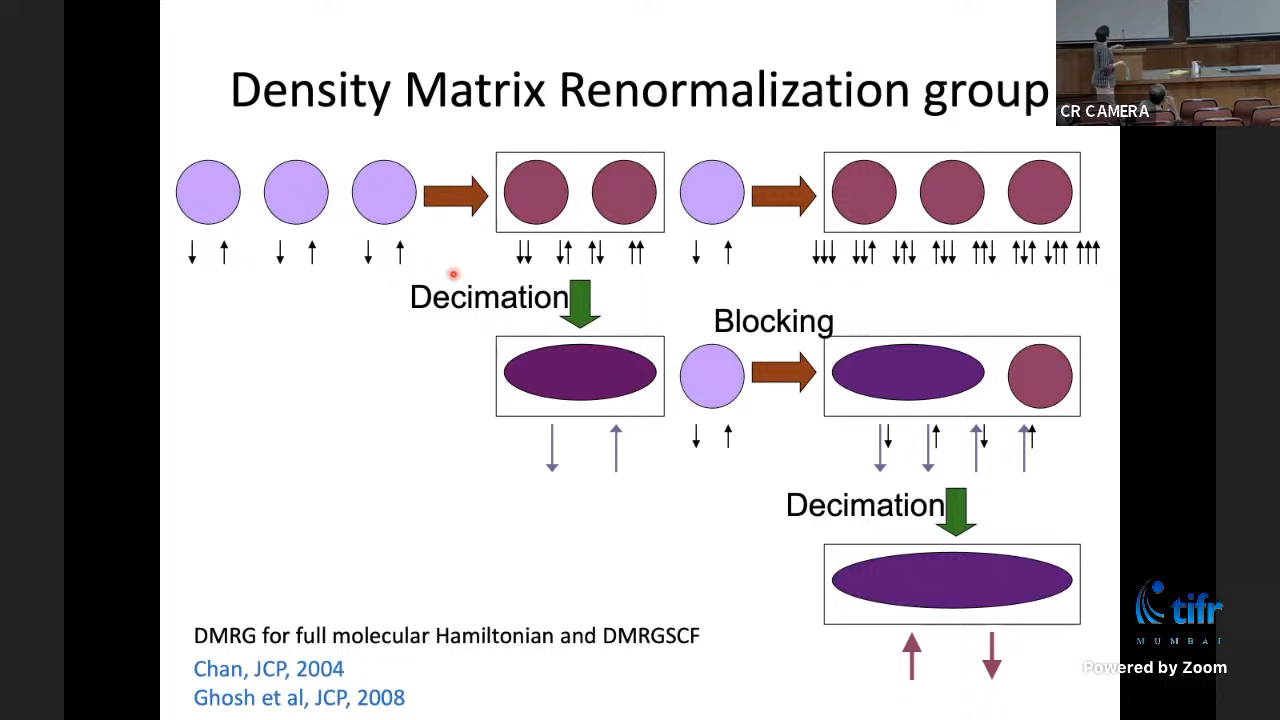 Density Matrix Renormalization group
CR CAMERA
↓ ↑ ↓ ↑ ↓ ↑ ↓↓ ↓↑ ↑↓ ↑↑ ↓ ↑ ↓↓↓ ↓↓↑ ↓↑↓ ↑↓↓ ↑↑↓ ↑↓↑ ↓↑↑ ↑↑↑
Decimation
Blocking
↓ ↑ ↓ ↑ ↓↓ ↓↑ ↑↓ ↑↑
Decimation
↑ ↓
DMRG for full molecular Hamiltonian and DMRGSCF
Chan, JCP, 2004
Ghosh et al, JCP, 2008
tifr
MUMBAI
Powered by Zoom